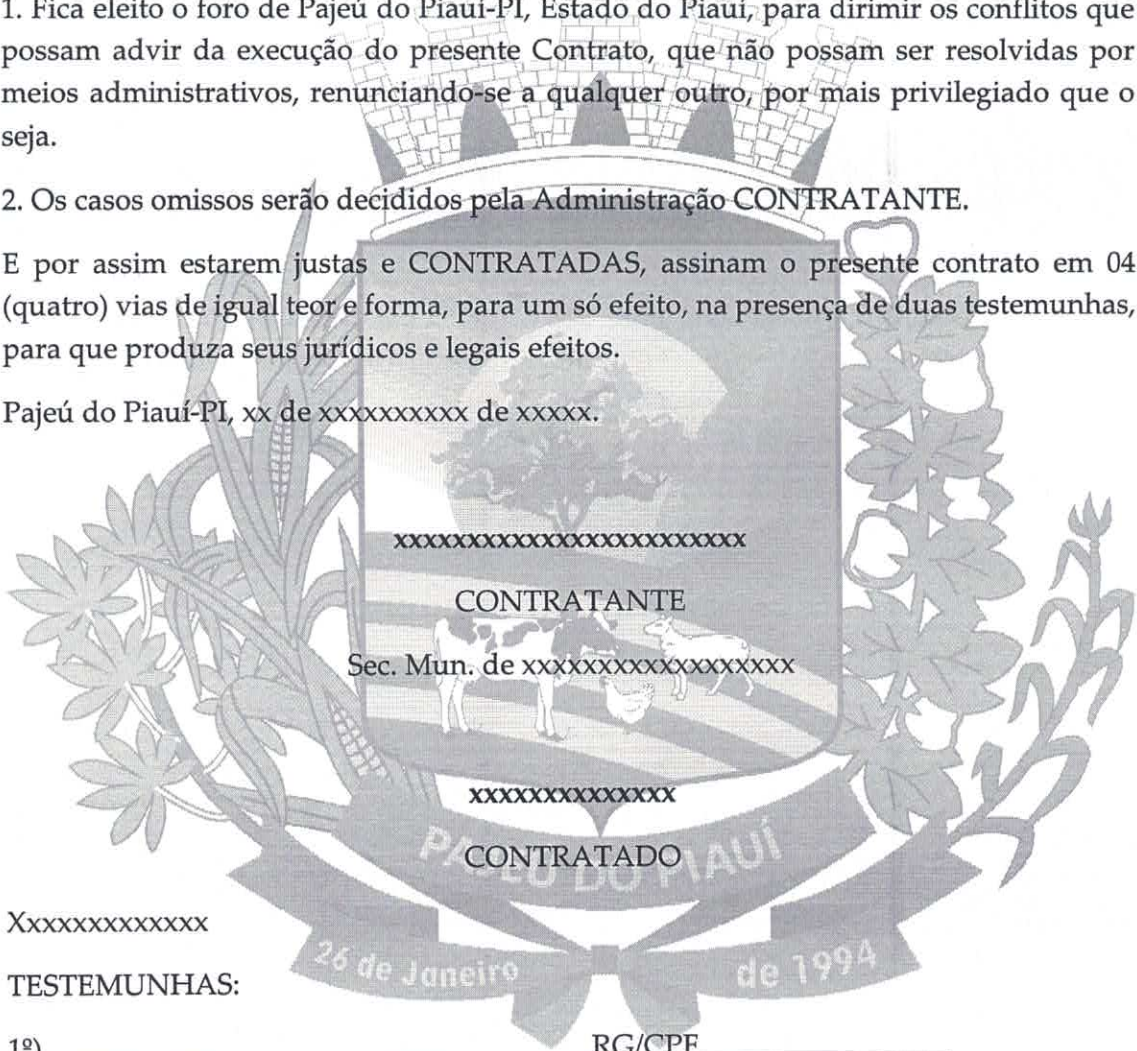 1. Fica eleito o foro de Pajeú do Piauí-PI, Estado do Piauí, para dirimir os conflitos que
possam advir da execução do presente Contrato, que não possam ser resolvidas por
meios administrativos, renunciando-se a qualquer outro, por mais privilegiado que o
seja.
2. Os casos omissos serão decididos pela Administração CONTRATANTE.
E por assim estarem justas e CONTRATADAS, assinam o presente contrato em 04
(quatro) vias de igual teor e forma, para um só efeito, na presença de duas testemunhas,
para que produza seus jurídicos e legais efeitos.
Pajeú do Piauí-PI, xx de xxxxxxxxxx de xxxxx.
xxxxxxxxxxxxxxxxxxxxxxxx
CONTRATANTE
Sec. Mun. de xxxxxxxxxxxxxxxxxx
xxxxxxxxxxxxxx
CONTRATADO
PAJEÚ DO PIAUÍ
Xxxxxxxxxxxxx
26 de Janeiro de 1994
TESTEMUNHAS:
1º) RG/CPF